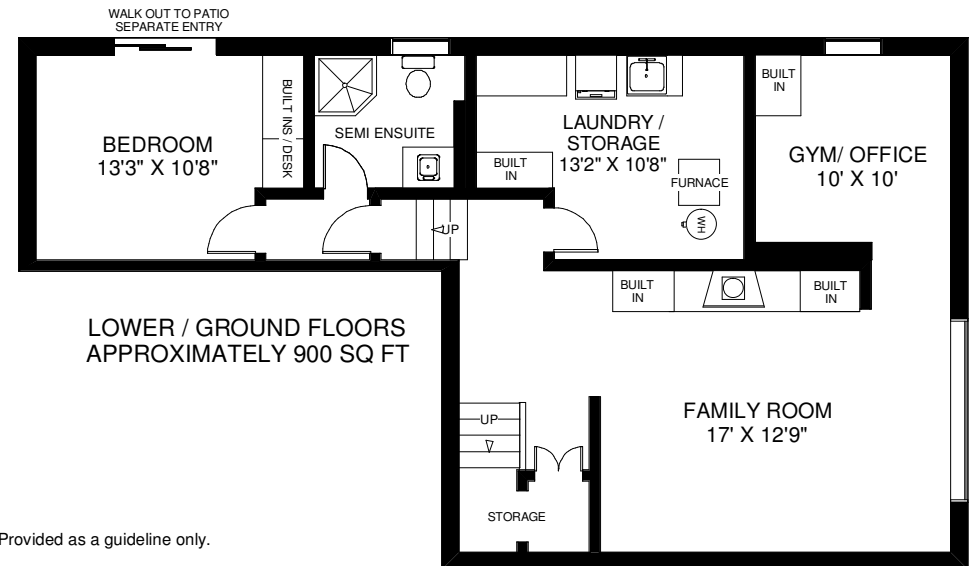 WALK OUT TO PATIO
SEPARATE ENTRY
BEDROOM
13'3" X 10'8"
BUILT INS / DESK
SEMI ENSUITE
LAUNDRY /
STORAGE
13'2" X 10'8"
BUILT
IN
FURNACE
WH
BUILT
IN
GYM/ OFFICE
10' X 10'
UP
BUILT
IN
BUILT
IN
LOWER / GROUND FLOORS
APPROXIMATELY 900 SQ FT
FAMILY ROOM
17' X 12'9"
UP
STORAGE
Provided as a guideline only.